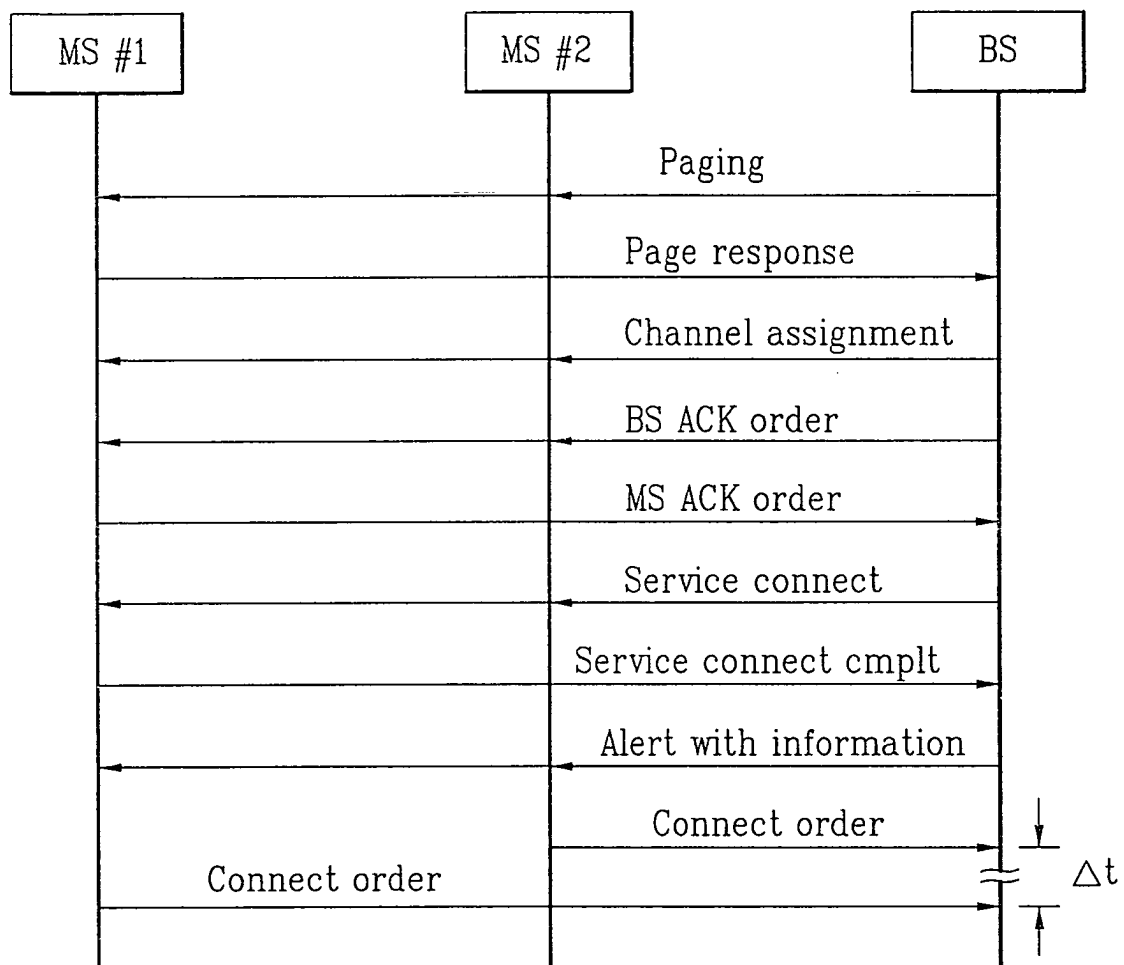 MS #1
MS #2
BS
Paging
Page response
Channel assignment
BS ACK order
MS ACK order
Service connect
Service connect cmplt
Alert with information
Connect order
Connect order
△t